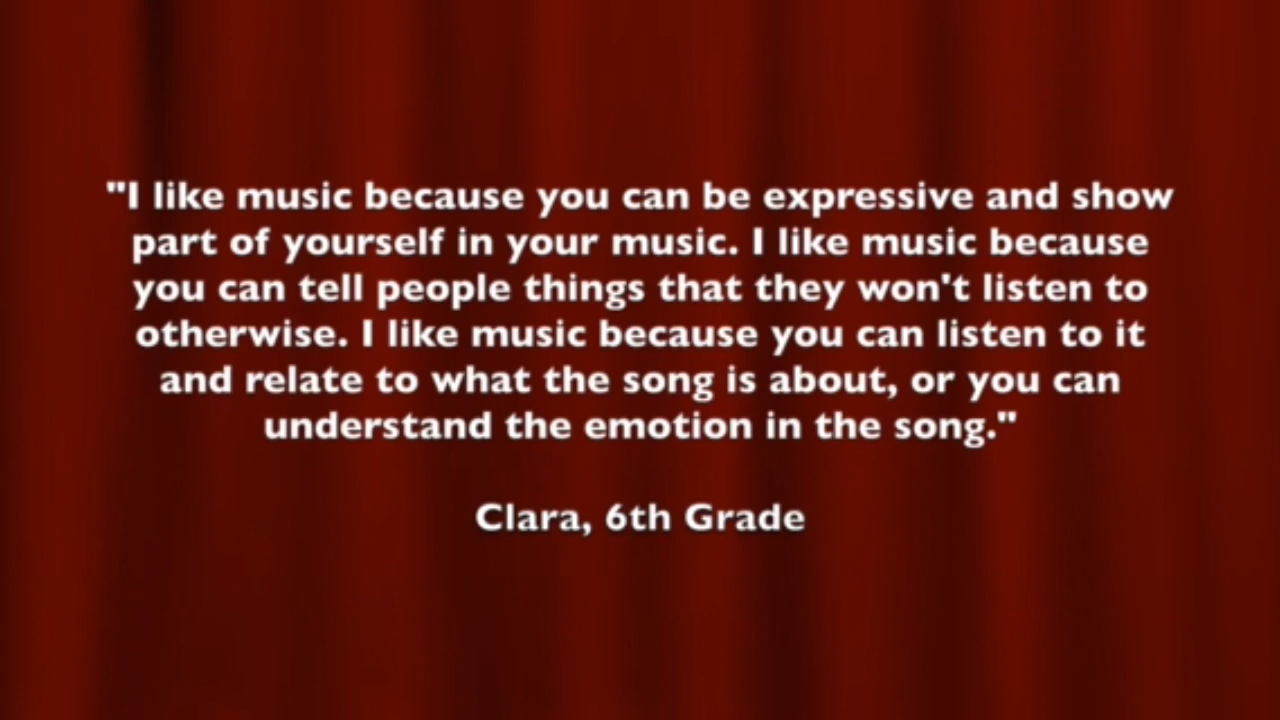 "I like music because you can be expressive and show
part of yourself in your music. I like music because
you can tell people things that they won't listen to
otherwise. I like music because you can listen to it
and relate to what the song is about, or you can
understand the emotion in the song."
Clara, 6th Grade